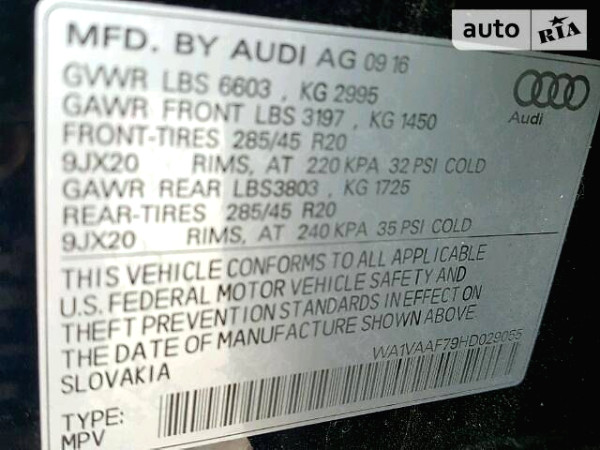 auto RIA
MFD. BY AUDI AG 09 16
GVWR LBS 6603 , KG 2995
GAWR FRONT LBS 3197 , KG 1450
FRONT-TIRES 285/45 R20
9JX20 RIMS, AT 220 KPA 32 PSI COLD
GAWR REAR LBS3803 , KG 1725
REAR-TIRES 285/45 R20
9JX20 RIMS, AT 240 KPA 35 PSI COLD
Audi
THIS VEHICLE CONFORMS TO ALL APPLICABLE
U.S. FEDERAL MOTOR VEHICLE SAFETY AND
THEFT PREVENTION STANDARDS IN EFFECT ON
THE DATE OF MANUFACTURE SHOWN ABOVE.
SLOVAKIA
WA1VAAF79HD029055
TYPE:
MPV